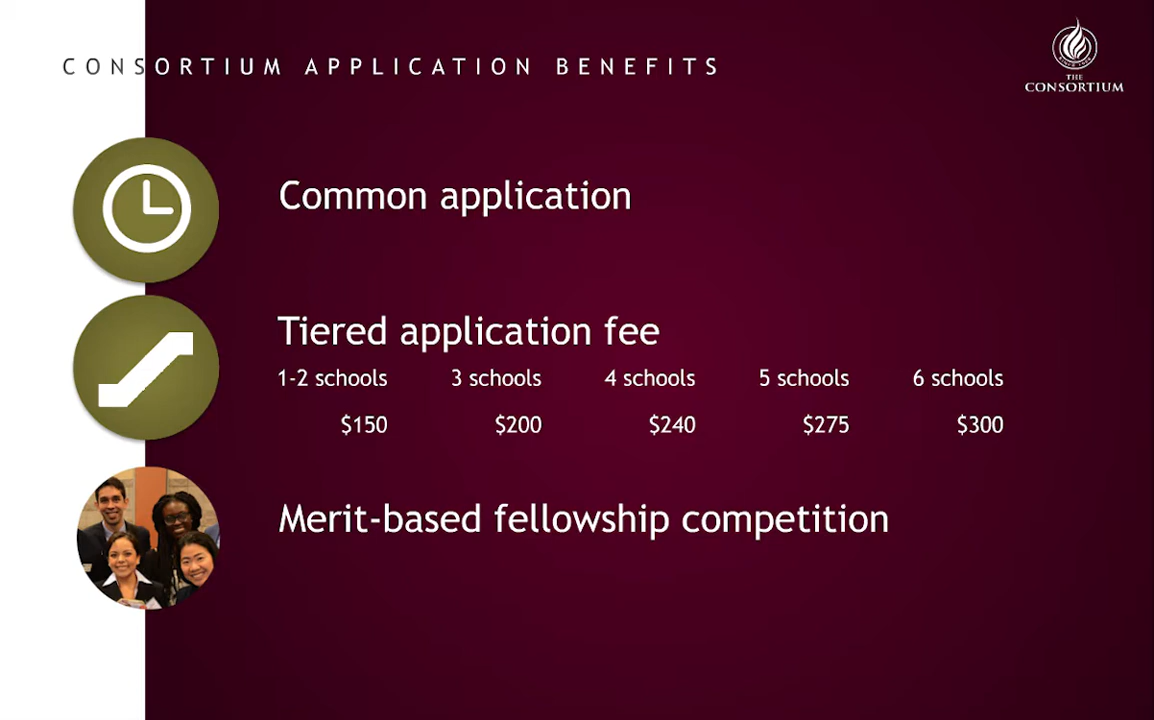 CONSORTIUM APPLICATION BENEFITS
THE
CONSORTIUM
Common application
Tiered application fee
1-2 schools 3 schools 4 schools 5 schools 6 schools
$150 $200 $240 $275 $300
Merit-based fellowship competition